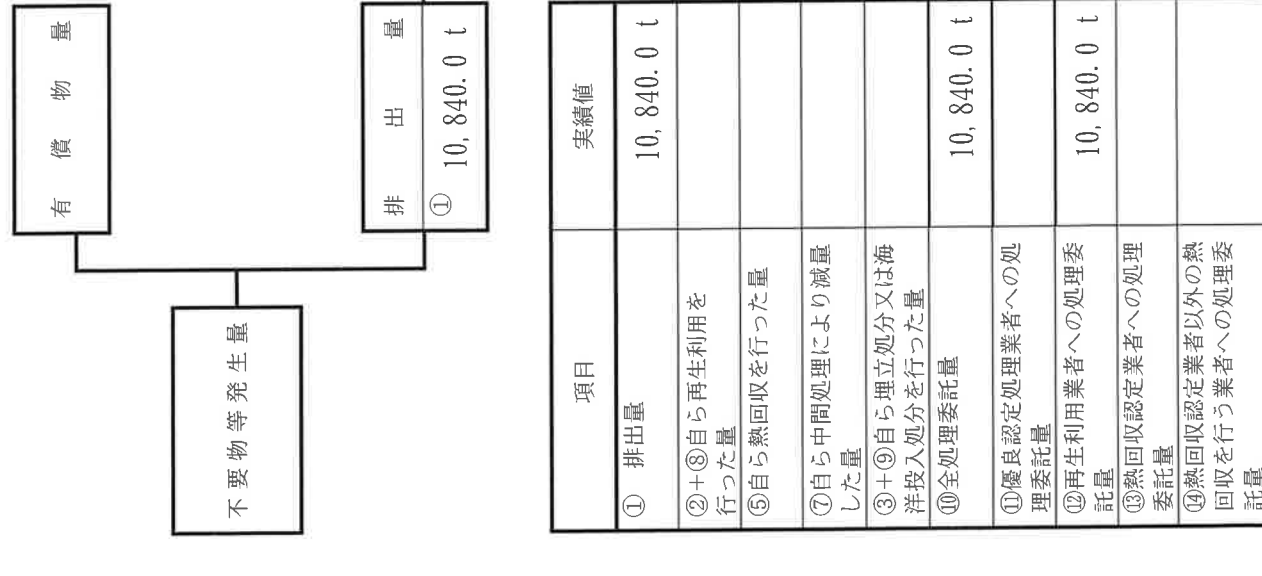 有償物量
不要物等発生量
排出量
① 10,840.0 t
項目 実績値
① 排出量 10,840.0 t
②+⑧自ら再生利用を
行った量
⑤自ら熱回収を行った量
⑦自ら中間処理により減量
した量
③+⑨自ら埋立処分又は海
洋投入処分を行った量
⑩全処理委託量 10,840.0 t
⑪優良認定処理業者への処
理委託量
⑫再生利用業者への処理委
託量 10,840.0 t
⑬熱回収認定業者への処理
委託量
⑭熱回収認定業者以外の熱
回収を行う業者への処理委
託量